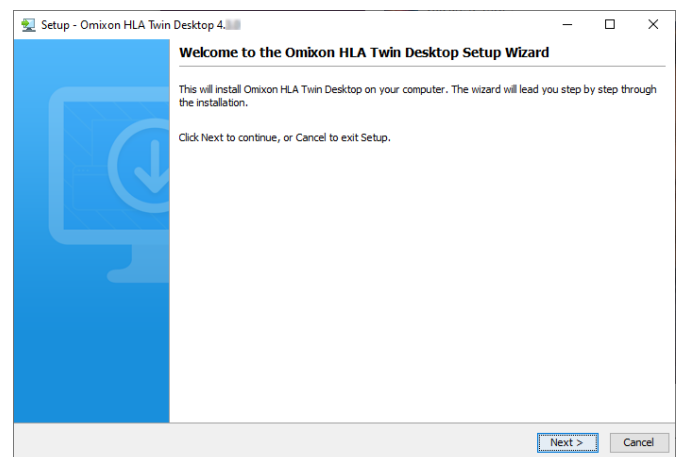 Setup - Omixon HLA Twin Desktop 4.
Welcome to the Omixon HLA Twin Desktop Setup Wizard
This will install Omixon HLA Twin Desktop on your computer. The wizard will lead you step by step through
the installation.
Click Next to continue, or Cancel to exit Setup.
Next >
Cancel